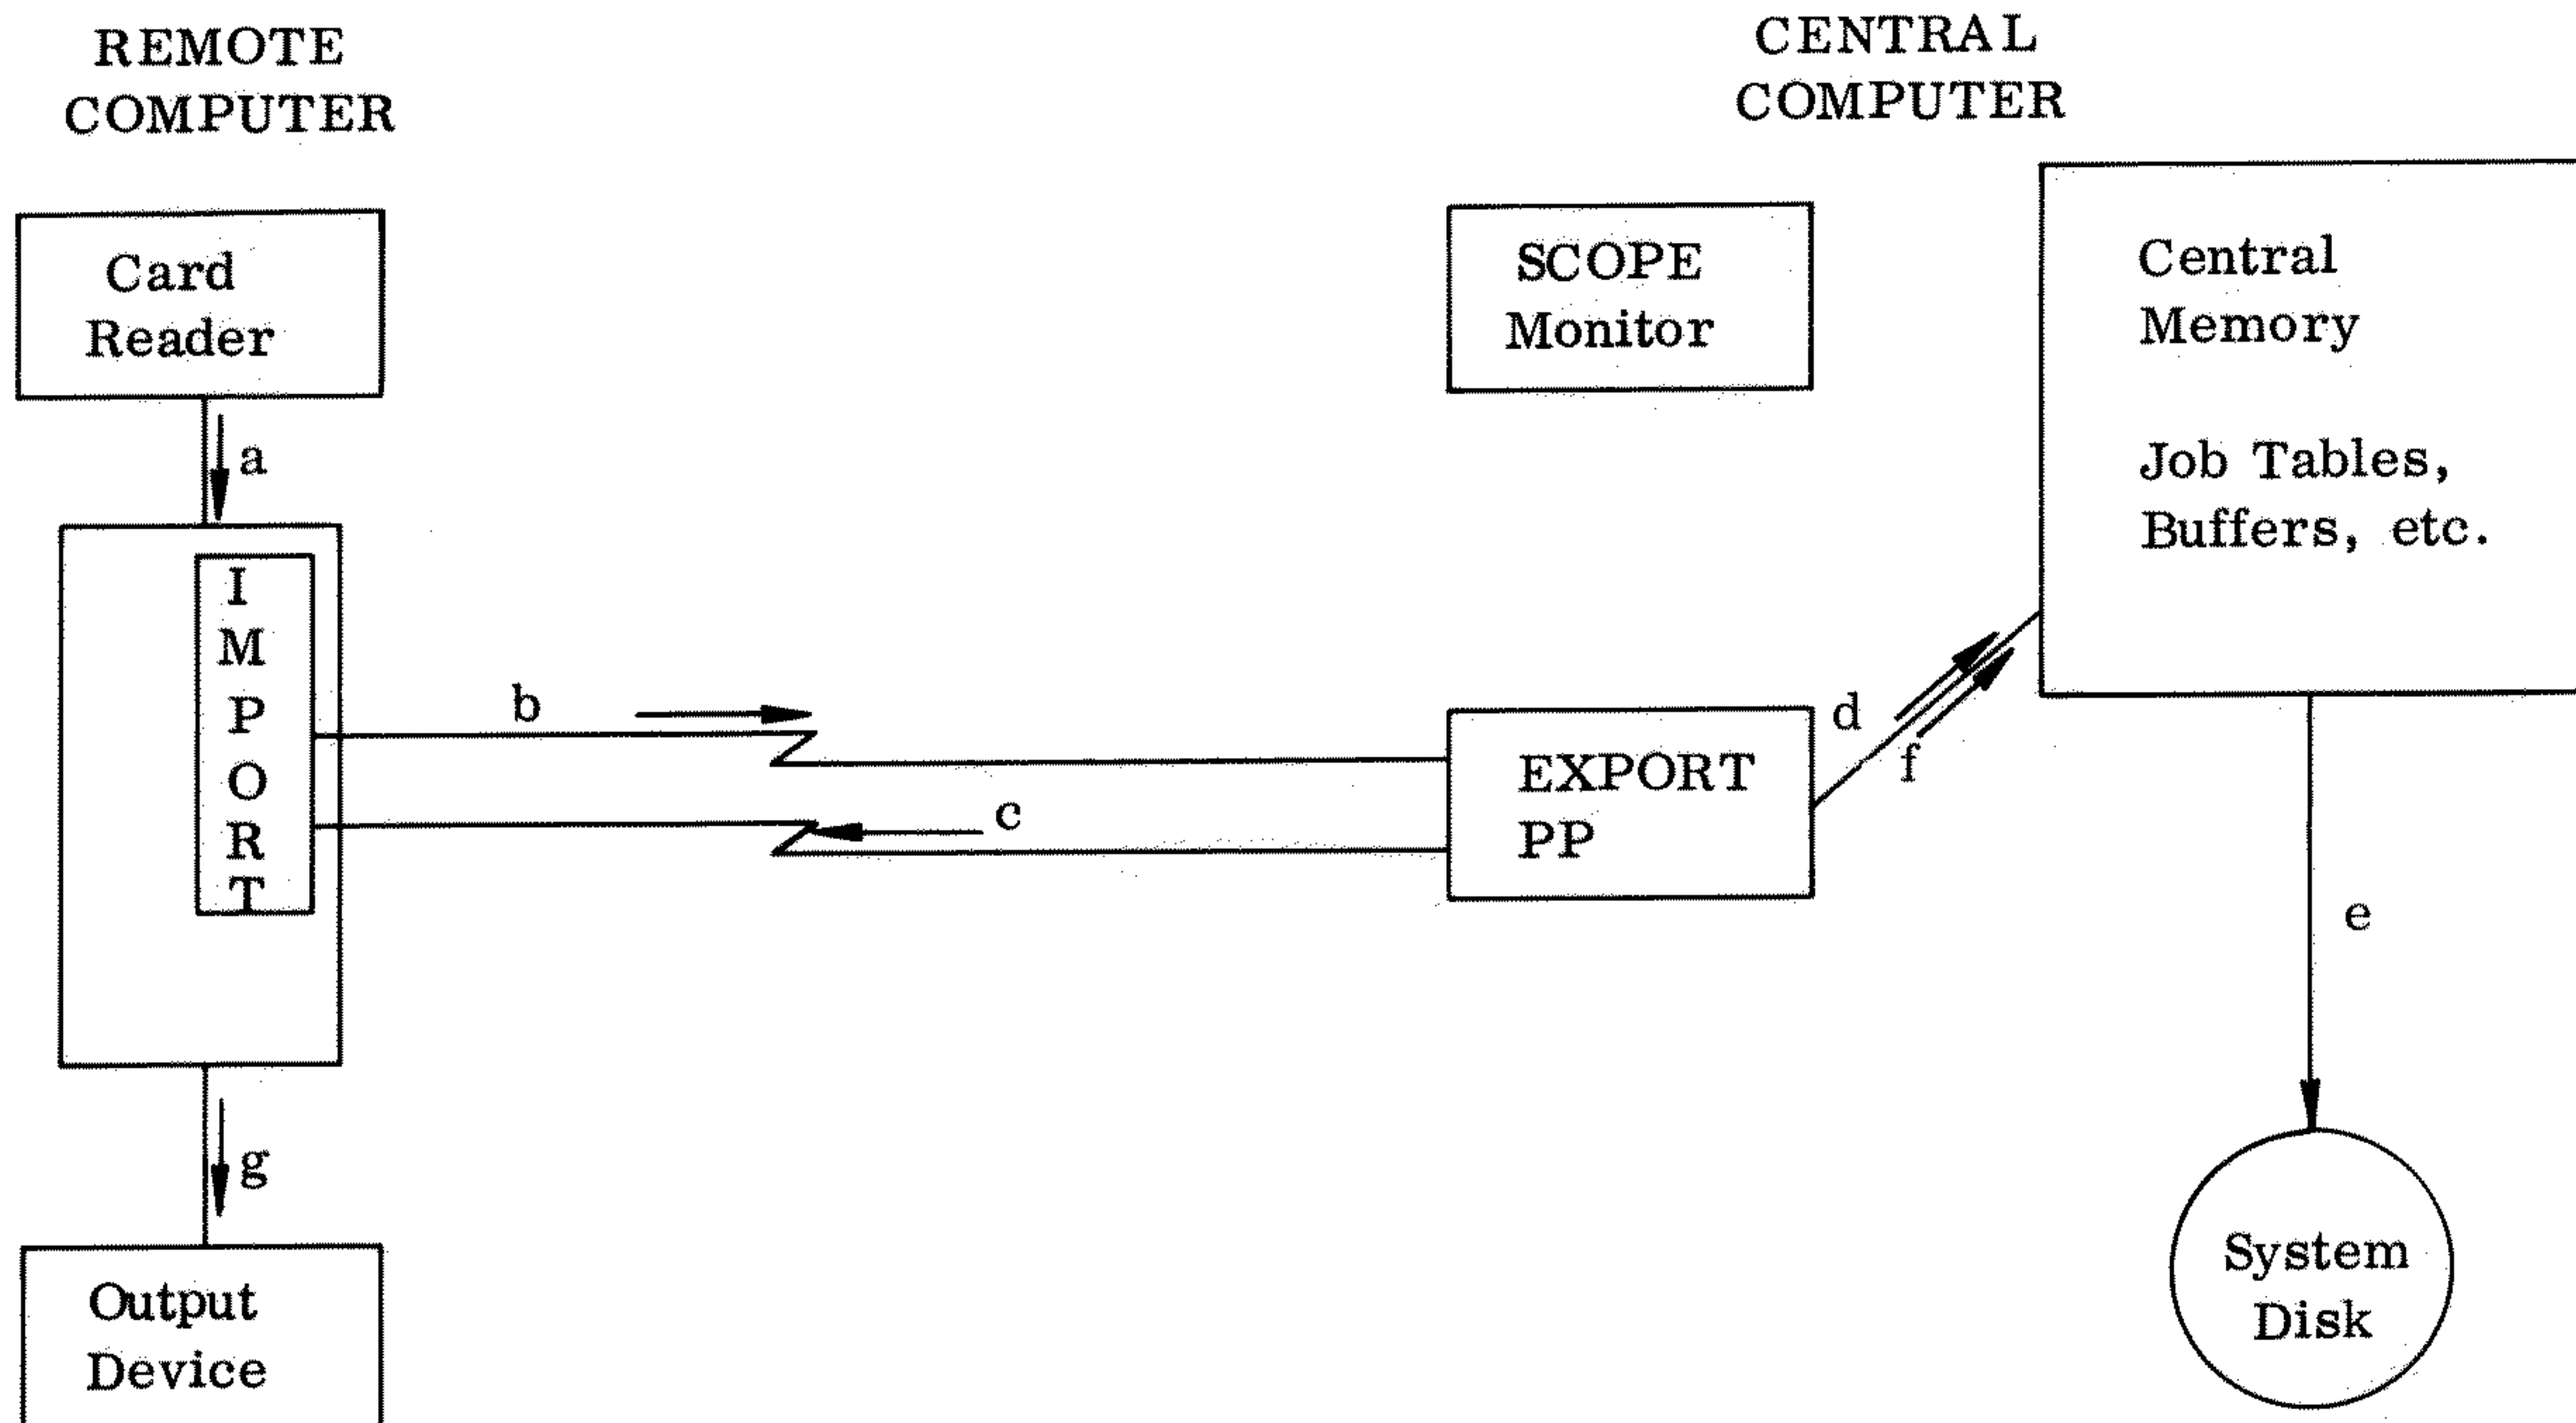 REMOTE
COMPUTER
CENTRAL
COMPUTER
Card
Reader
a
I
M
P
O
R
T
b
c
g
Output
Device
SCOPE
Monitor
EXPORT
PP
d
f
Central
Memory
Job Tables,
Buffers, etc.
e
System
Disk